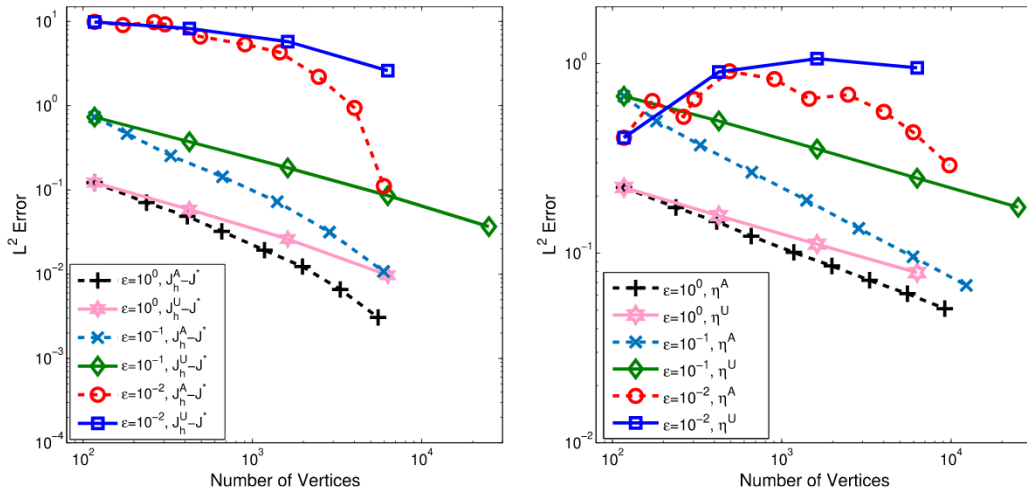 10¹
10⁰
10⁻¹
10⁻²
10⁻³
10⁻⁴
L² Error
10²
10³
10⁴
Number of Vertices
ε=10⁰, J_h^A−J^*
ε=10⁰, J_h^U−J^*
ε=10⁻¹, J_h^A−J^*
ε=10⁻¹, J_h^U−J^*
ε=10⁻², J_h^A−J^*
ε=10⁻², J_h^U−J^*
10⁰
10⁻¹
10⁻²
L² Error
10²
10³
10⁴
Number of Vertices
ε=10⁰, η^A
ε=10⁰, η^U
ε=10⁻¹, η^A
ε=10⁻¹, η^U
ε=10⁻², η^A
ε=10⁻², η^U